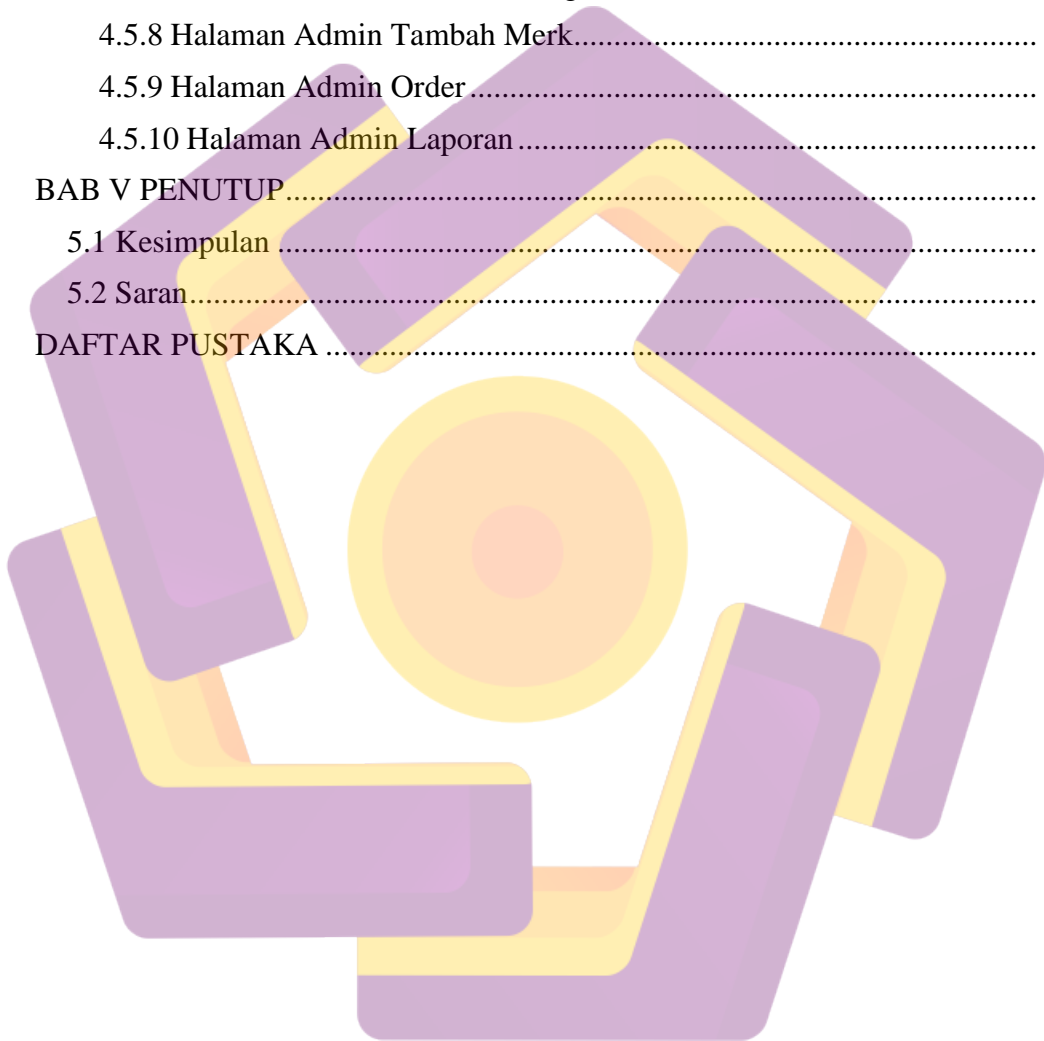 4.5.8 Halaman Admin Tambah Merk..........................................................
4.5.9 Halaman Admin Order......................................................................
4.5.10 Halaman Admin Laporan................................................................
BAB V PENUTUP..............................................................................................
5.1 Kesimpulan...............................................................................................
5.2 Saran..........................................................................................................
DAFTAR PUSTAKA.........................................................................................